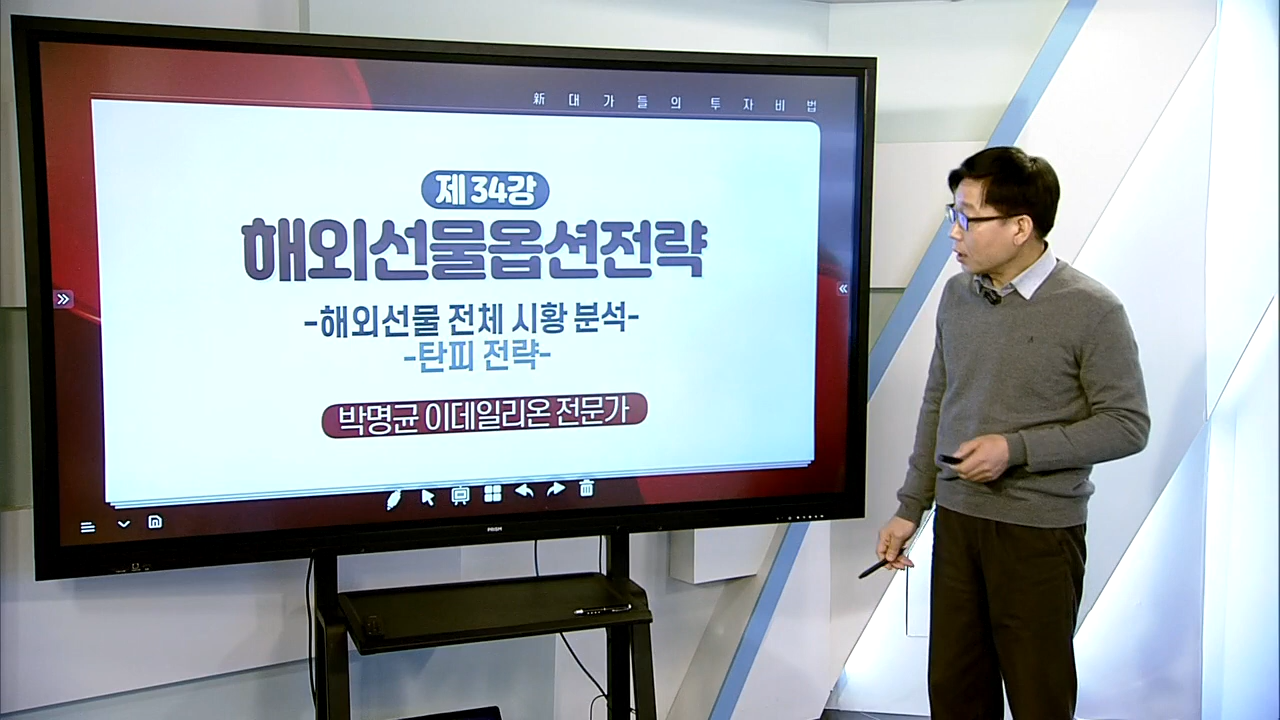 新 대 가 들 의 투 자 비 법
제 34강
해외선물옵션전략
-해외선물 전체 시황 분석-
-탄피 전략-
박명균 이데일리온 전문가
PRISM